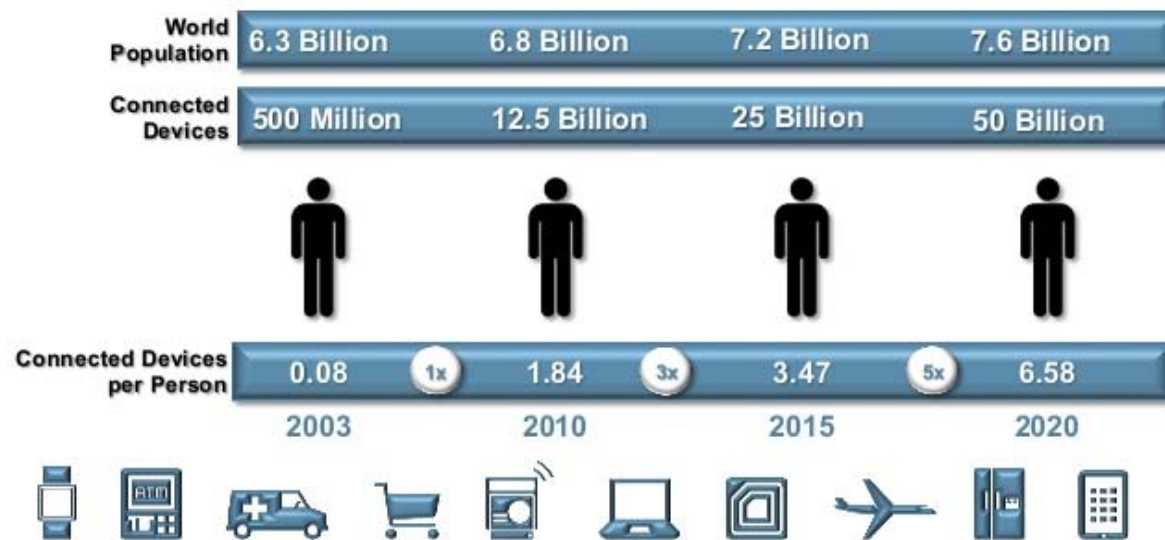 World
Population
6.3 Billion 6.8 Billion 7.2 Billion 7.6 Billion
Connected
Devices
500 Million 12.5 Billion 25 Billion 50 Billion
Connected Devices
per Person
0.08 1x 1.84 3x 3.47 5x 6.58
2003 2010 2015 2020
ATM